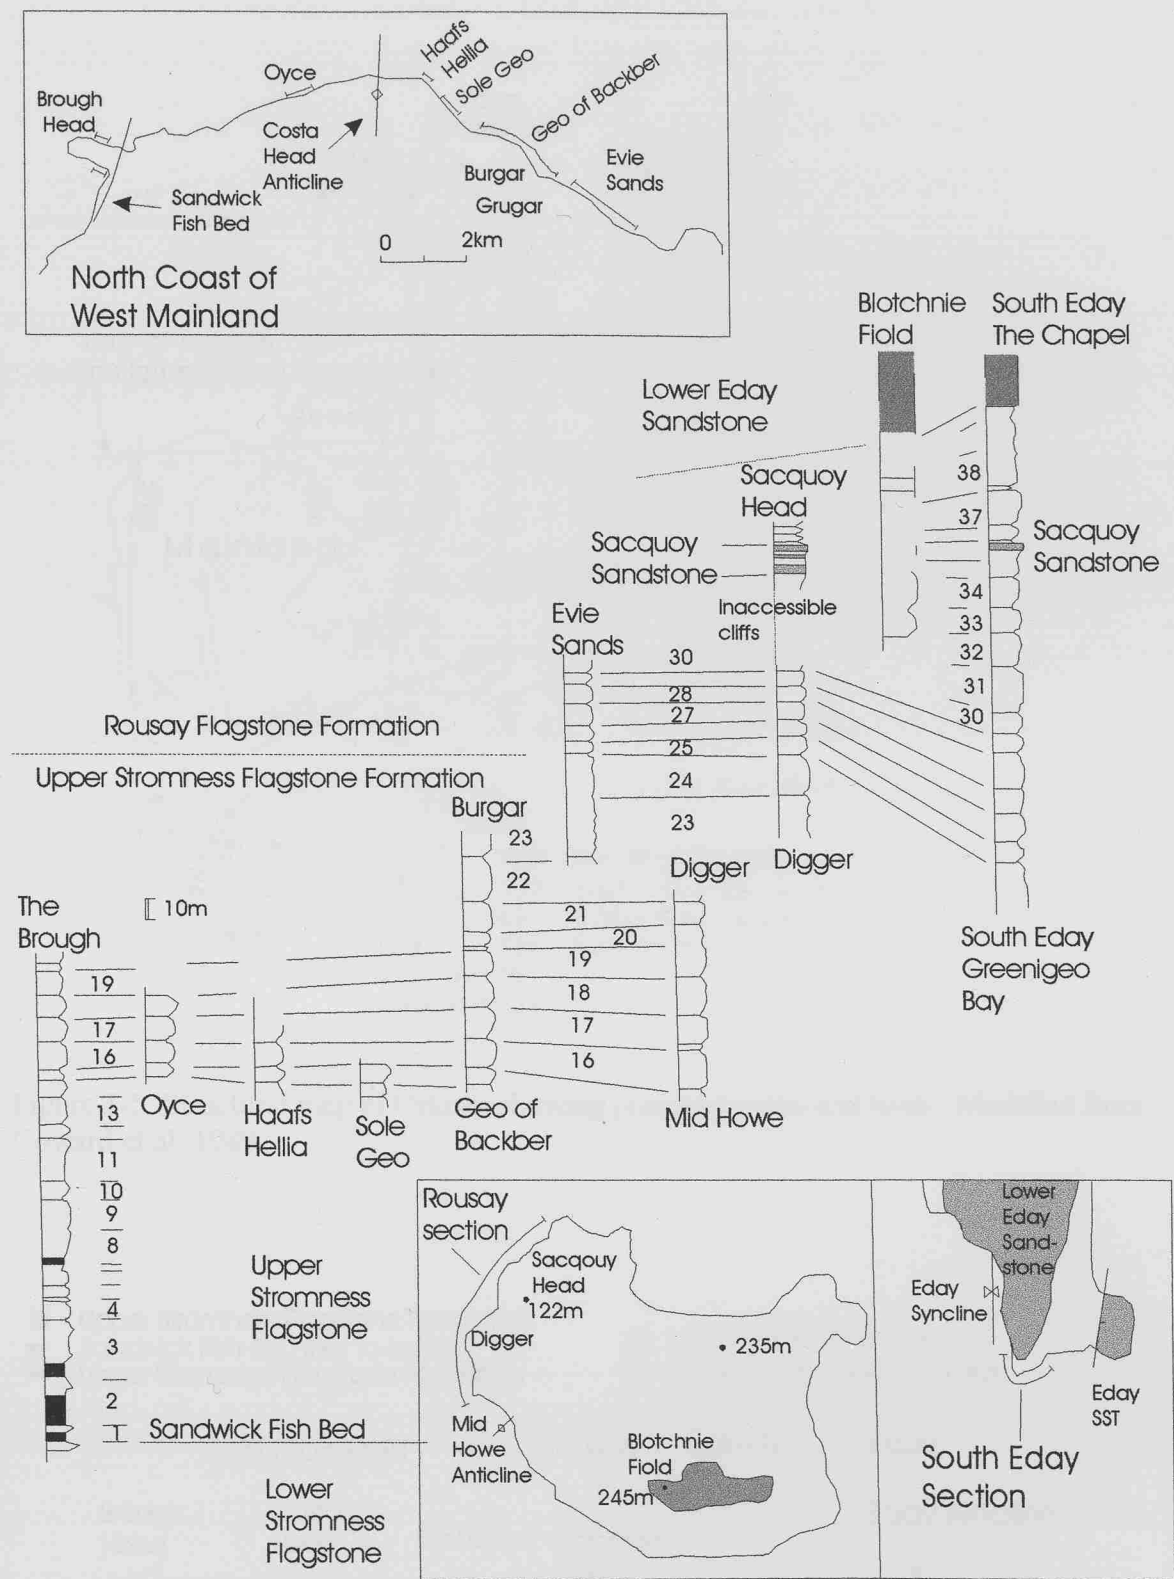 Haafs
Hellia
Sole Geo
Geo of Backber
Oyce
Brough
Head
Costa
Head
Anticline
Burgar
Grugar
Evie
Sands
Sandwick
Fish Bed
0 2km
North Coast of
West Mainland
Blotchnie
Fiold
South Eday
The Chapel
Lower Eday
Sandstone
Sacquoy
Head
38
37
Sacquoy
Sandstone
Sacquoy
Sandstone
34
33
32
31
30
Inaccessible
cliffs
Evie
Sands
30
28
27
25
24
23
Rousay Flagstone Formation
Upper Stromness Flagstone Formation
Burgar
23
22
21
20
19
18
17
16
Digger
Digger
South Eday
Greenigeo
Bay
The
Brough
10m
19
17
16
13
11
10
9
8
4
3
2
1
Oyce
Haafs
Hellia
Sole
Geo
Geo of
Backber
Mid Howe
Upper
Stromness
Flagstone
Sandwick Fish Bed
Lower
Stromness
Flagstone
Rousay
section
Sacqouy
Head
122m
Digger
235m
Mid
Howe
Anticline
Blotchnie
Fiold
245m
Lower
Eday
Sand-
stone
Eday
Syncline
Eday
SST
South Eday
Section